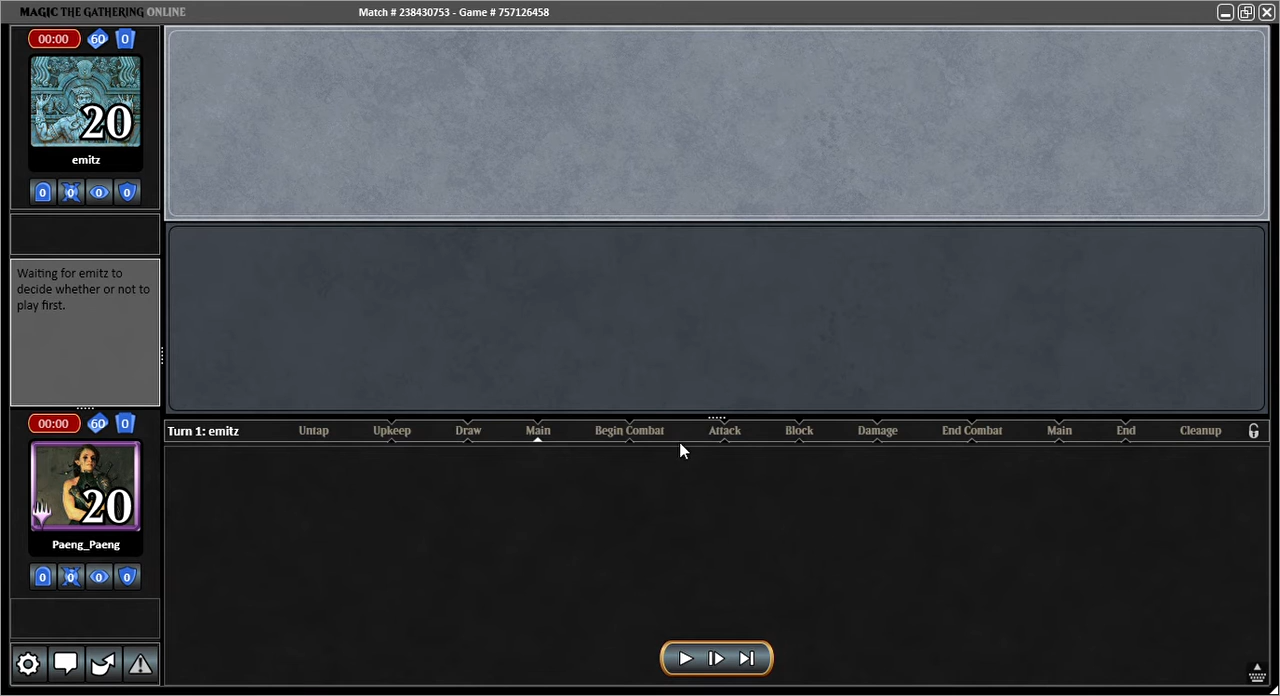 MAGIC THE GATHERING ONLINE
Match # 238430753 - Game # 757126458
00:00 60 0
20
emitz
0 0 0 0
Waiting for emitz to
decide whether or not to
play first.
00:00 60 0
Turn 1: emitz Untap Upkeep Draw Main Begin Combat Attack Block Damage End Combat Main End Cleanup
20
Paeng_Paeng
0 0 0 0